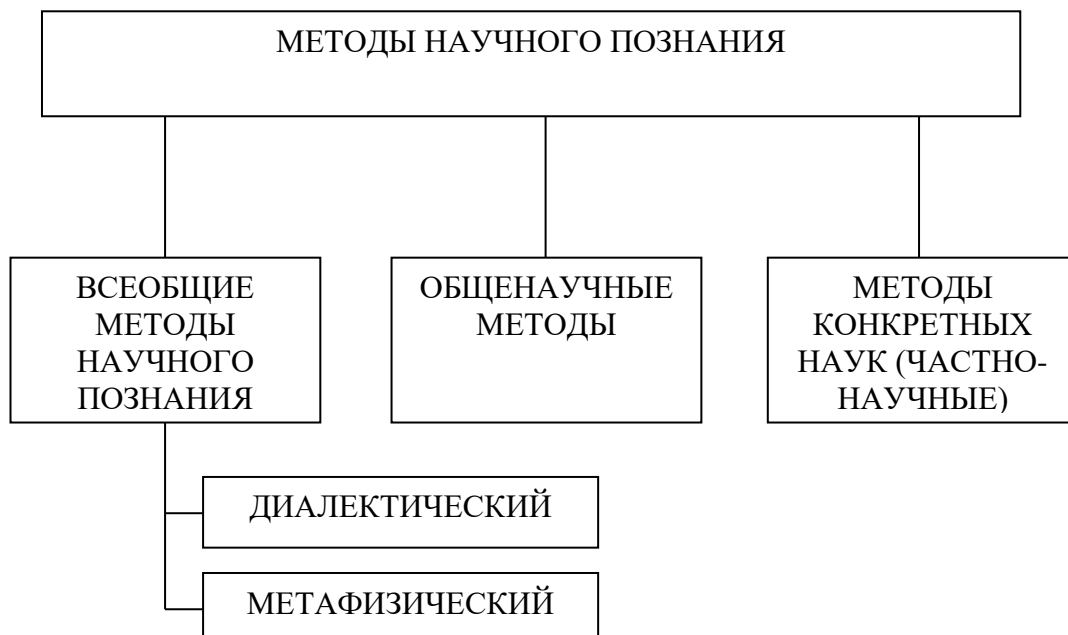 МЕТОДЫ НАУЧНОГО ПОЗНАНИЯ
ВСЕОБЩИЕ
МЕТОДЫ
НАУЧНОГО
ПОЗНАНИЯ
ОБЩЕНАУЧНЫЕ
МЕТОДЫ
МЕТОДЫ
КОНКРЕТНЫХ
НАУК (ЧАСТНО-
НАУЧНЫЕ)
ДИАЛЕКТИЧЕСКИЙ
МЕТАФИЗИЧЕСКИЙ